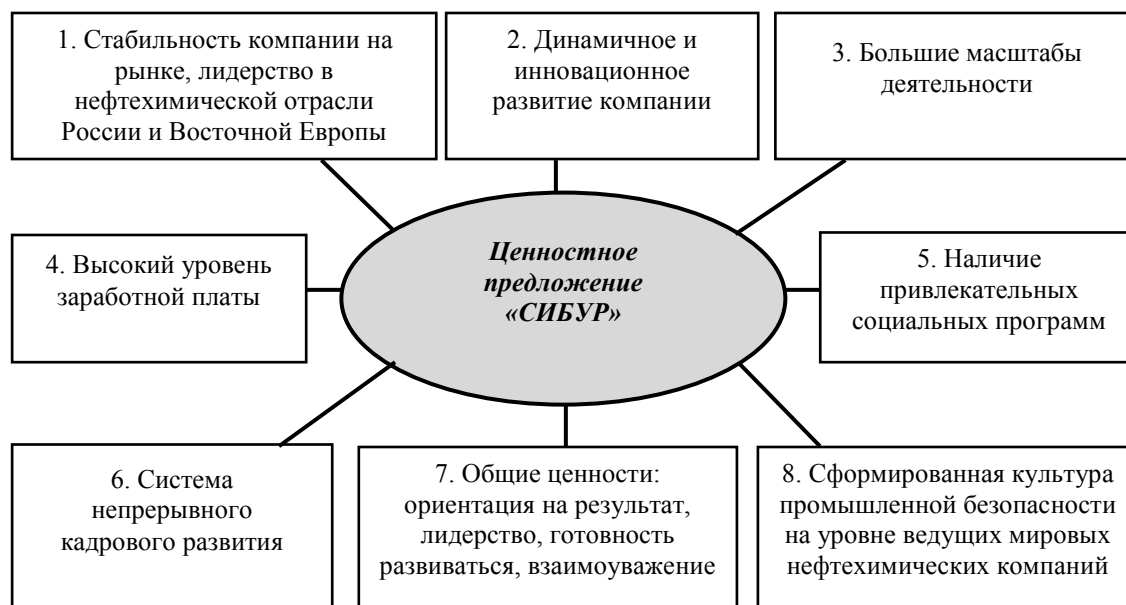 1. Стабильность компании на
рынке, лидерство в
нефтехимической отрасли
России и Восточной Европы
2. Динамичное и
инновационное
развитие компании
3. Большие масштабы
деятельности
4. Высокий уровень
заработной платы
Ценностное
предложение
«СИБУР»
5. Наличие
привлекательных
социальных программ
6. Система
непрерывного
кадрового развития
7. Общие ценности:
ориентация на результат,
лидерство, готовность
развиваться, взаимоуважение
8. Сформированная культура
промышленной безопасности
на уровне ведущих мировых
нефтехимических компаний